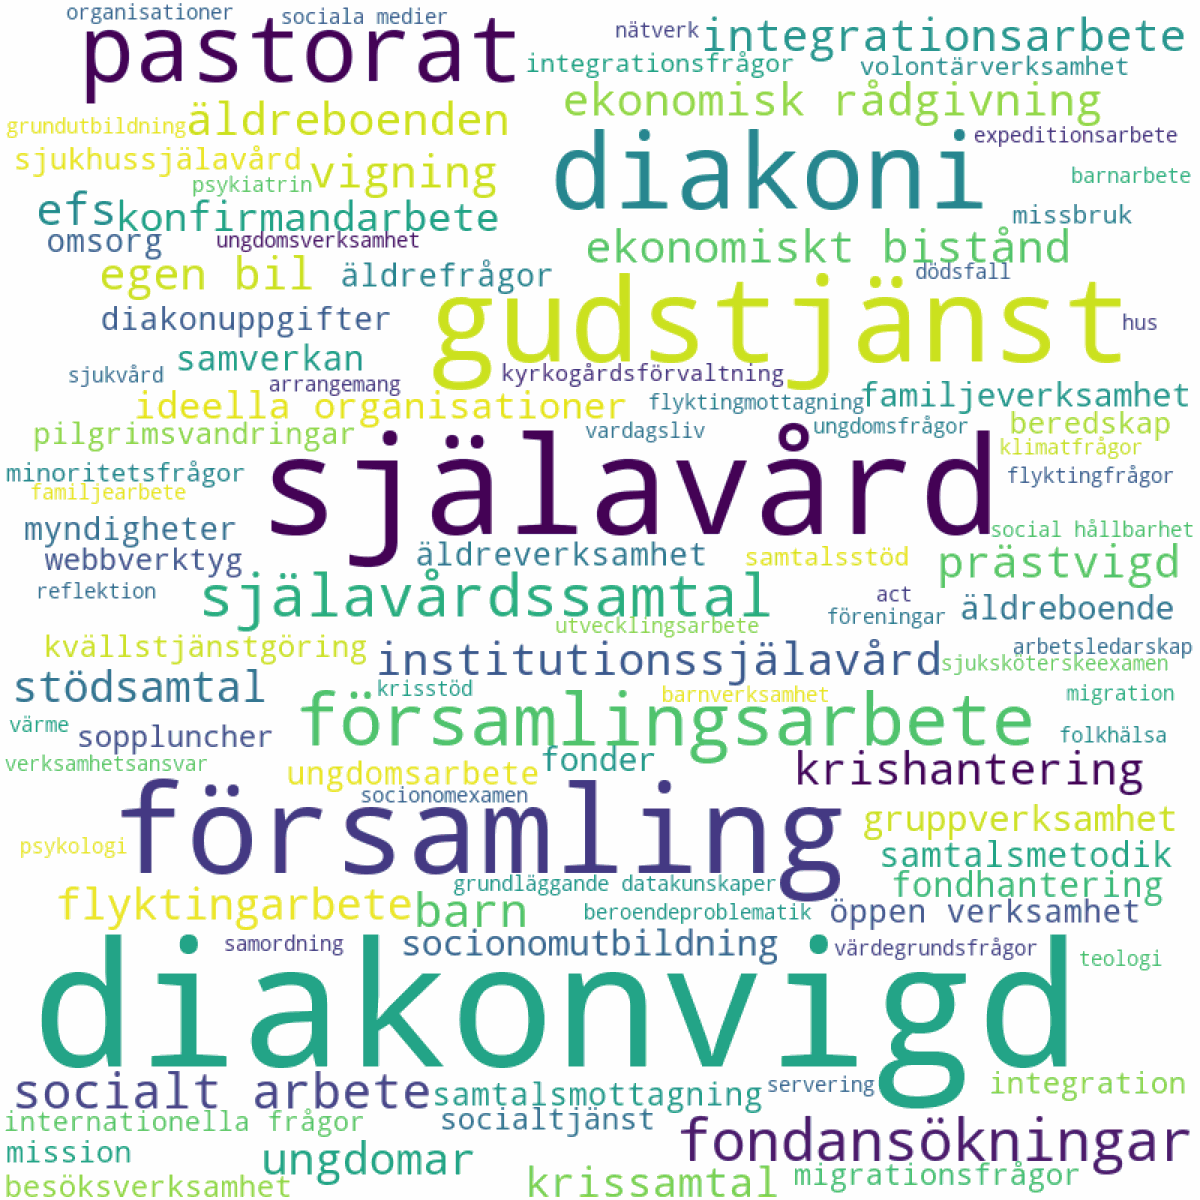 organisationer
sociala medier
pastorat
nätverk
integrationsarbete
integrationsfrågor
volontärverksamhet
ekonomisk rådgivning
grundutbildning
äldreboenden
diakoni
expeditionsarbete
sjukhussjälavård
vigning
psykiatrin
barnarbete
efs
konfirmandarbete
missbruk
omsorg
ungdomsverksamhet
ekonomiskt bistånd
egen bil
äldrefrågor
dödsfall
gudstjänst
diakonuppgifter
hus
samverkan
sjukvård
arrangemang
kyrkogårdsförvaltning
familjeverksamhet
ideella organisationer
flyktingmottagning
pilgrimsvandringar
vardagsliv
ungdomsfrågor
beredskap
klimatfrågor
själavård
minoritetsfrågor
flyktingfrågor
familjearbete
myndigheter
social hållbarhet
webbverktyg
äldreverksamhet
samtalsstöd
prästvigd
reflektion
själavårdssamtal
act
föreningar
äldreboende
utvecklingsarbete
kvällstjänstgöring
institutionssjälavård
arbetsledarskap
sjuksköterskeexamen
stödsamtal
krisstöd
barnverksamhet
migration
värme
församlingsarbete
soppluncher
folkhälsa
verksamhetsansvar
ungdomsarbete
fonder
krishantering
socionomexamen
församling
gruppverksamhet
psykologi
samtalsmetodik
grundläggande datakunskaper
fondhantering
flyktingarbete
barn
beroendeproblematik
öppen verksamhet
samordning
socionomutbildning
värdegrundsfrågor
teologi
diakonvigd
socialt arbete
samtalsmottagning
servering
integration
internationella frågor
socialtjänst
fondansökningar
mission
ungdomar
besöksverksamhet
krissamtal
migrationsfrågor